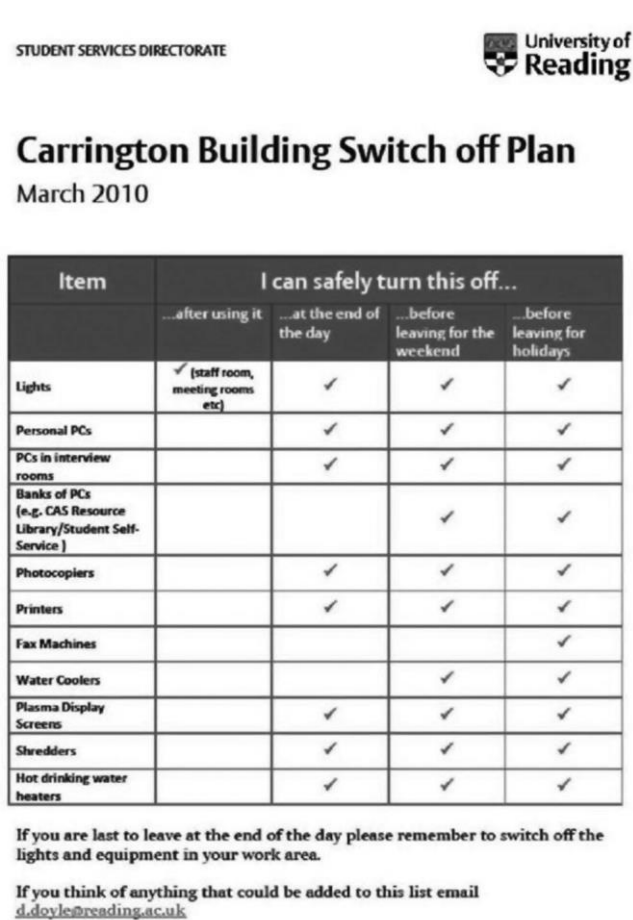 STUDENT SERVICES DIRECTORATE
University of
Reading
Carrington Building Switch off Plan
March 2010
Item
I can safely turn this off...
...after using it
...at the end of
the day
...before
leaving for the
weekend
...before
leaving for
holidays
Lights
✓ (staff room,
meeting rooms
etc)
✓
✓
✓
Personal PCs
✓
✓
✓
PCs in interview
rooms
✓
✓
✓
Banks of PCs
(e.g. CAS Resource
Library/Student Self-
Service )
✓
✓
Photocopiers
✓
✓
✓
Printers
✓
✓
✓
Fax Machines
✓
Water Coolers
✓
✓
Plasma Display
Screens
✓
✓
✓
Shredders
✓
✓
✓
Hot drinking water
heaters
✓
✓
✓
If you are last to leave at the end of the day please remember to switch off the
lights and equipment in your work area.
If you think of anything that could be added to this list email
d.doyle@reading.ac.uk